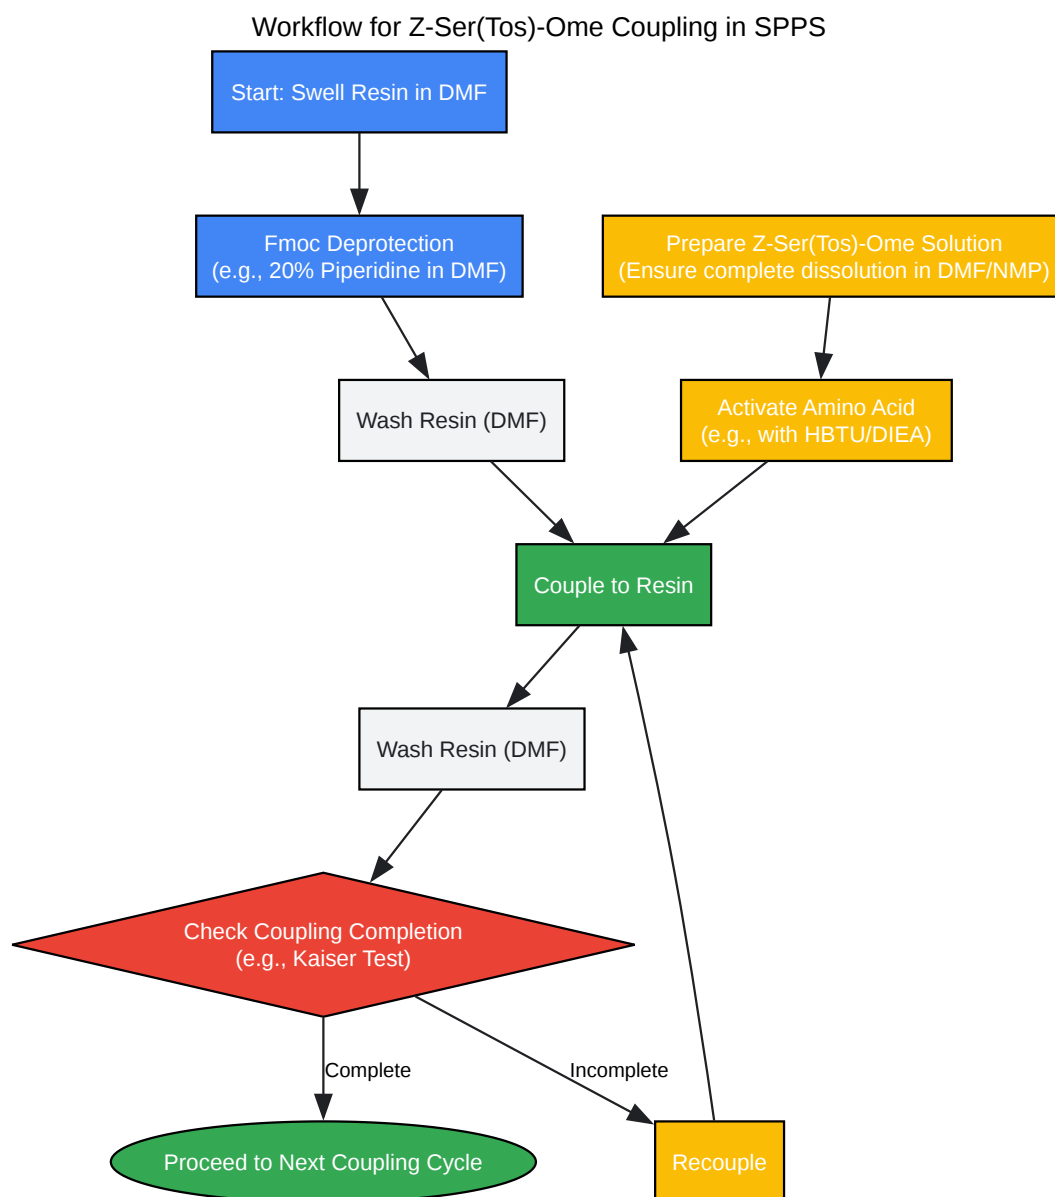 Workflow for Z-Ser(Tos)-Ome Coupling in SPPS
Start: Swell Resin in DMF
Fmoc Deprotection
(e.g., 20% Piperidine in DMF)
Prepare Z-Ser(Tos)-Ome Solution
(Ensure complete dissolution in DMF/NMP)
Wash Resin (DMF)
Activate Amino Acid
(e.g., with HBTU/DIEA)
Couple to Resin
Wash Resin (DMF)
Check Coupling Completion
(e.g., Kaiser Test)
Complete
Incomplete
Proceed to Next Coupling Cycle
Recouple